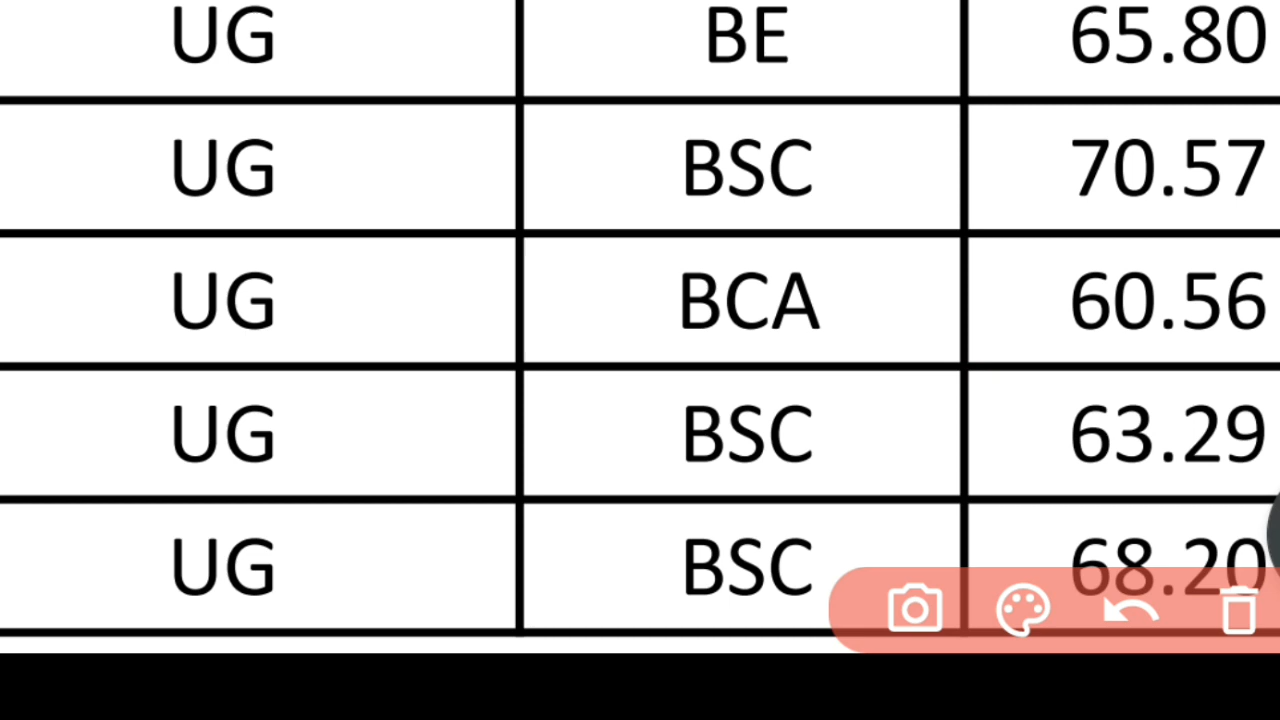 UG BE 65.80
UG BSC 70.57
UG BCA 60.56
UG BSC 63.29
UG BSC 68.20